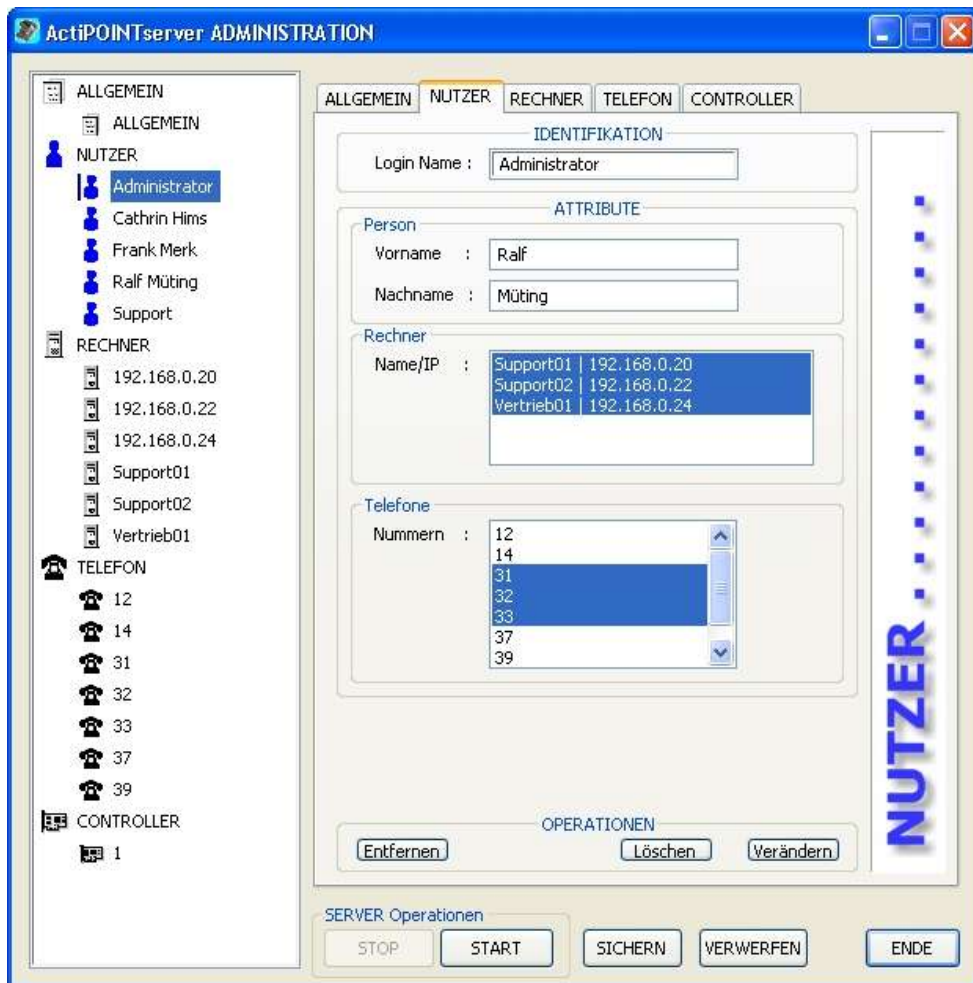 ActiPOINTserver ADMINISTRATION
ALLGEMEIN
ALLGEMEIN
NUTZER
Administrator
Cathrin Hims
Frank Merk
Ralf Müting
Support
RECHNER
192.168.0.20
192.168.0.22
192.168.0.24
Support01
Support02
Vertrieb01
TELEFON
12
14
31
32
33
37
39
CONTROLLER
1
ALLGEMEIN NUTZER RECHNER TELEFON CONTROLLER
IDENTIFIKATION
Login Name : Administrator
ATTRIBUTE
Person
Vorname : Ralf
Nachname : Müting
Rechner
Name/IP : Support01 | 192.168.0.20
Support02 | 192.168.0.22
Vertrieb01 | 192.168.0.24
Telefone
Nummern : 12
14
31
32
33
37
39
OPERATIONEN
Entfernen Löschen Verändern
NUTZER
SERVER Operationen
STOP START SICHERN VERWERFEN ENDE